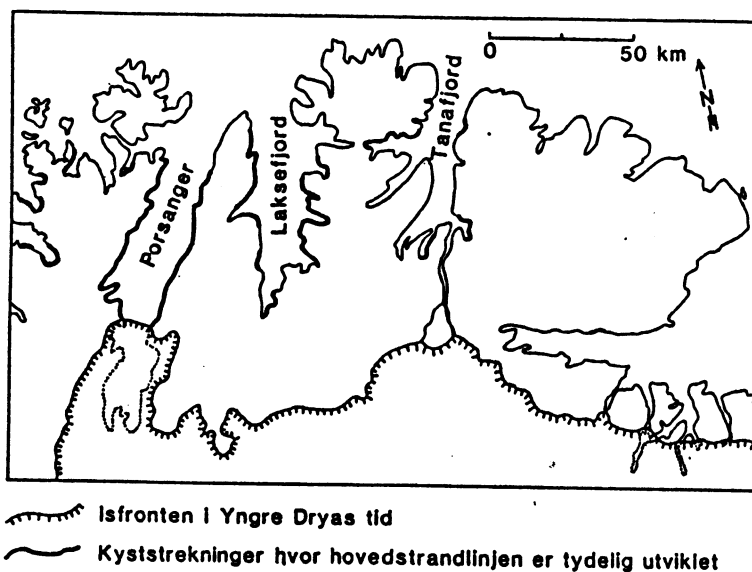 0 50 km
N
Porsanger
Laksefjord
Tanafjord
Isfronten i Yngre Dryas tid
Kyststrekninger hvor hovedstrandlinjen er tydelig utviklet